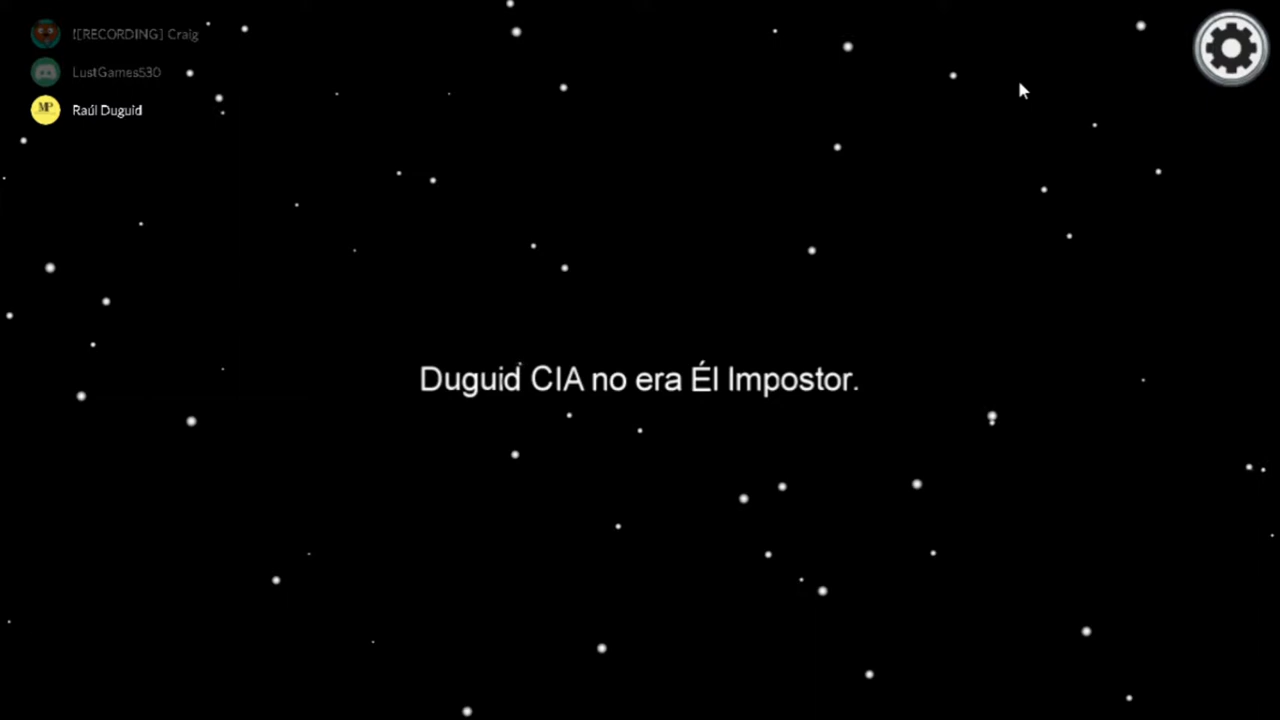 ![RECORDING] Craig
LustGames530
MP
Raúl Duguid
Duguid CIA no era Él Impostor.